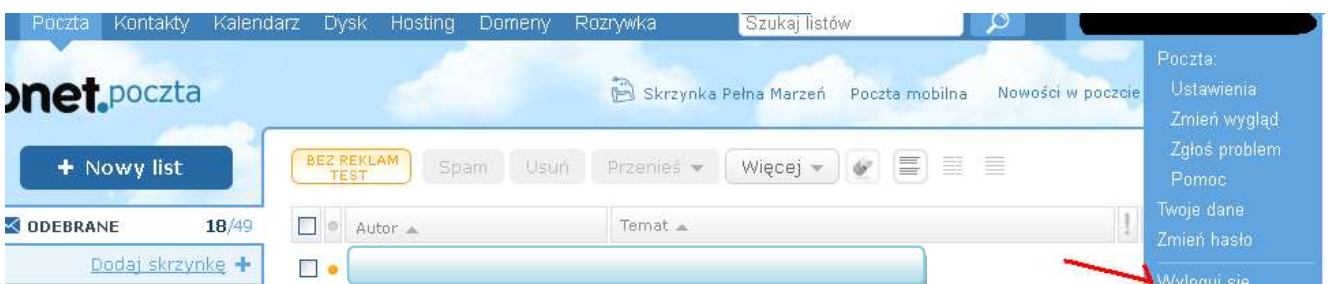 Poczta Kontakty Kalendarz Dysk Hosting Domeny Rozrywka Szukaj listów
onet.poczta
Skrzynka Pełna Marzeń Poczta mobilna Nowości w poczcie
Poczta:
Ustawienia
Zmień wygląd
Zgłoś problem
Pomoc
Twoje dane
Zmień hasło
Wyloguj się
+ Nowy list
BEZ REKLAM
TEST
Spam Usuń Przenieś Więcej
ODEBRANE 18/49
Autor Temat !
Dodaj skrzynkę +